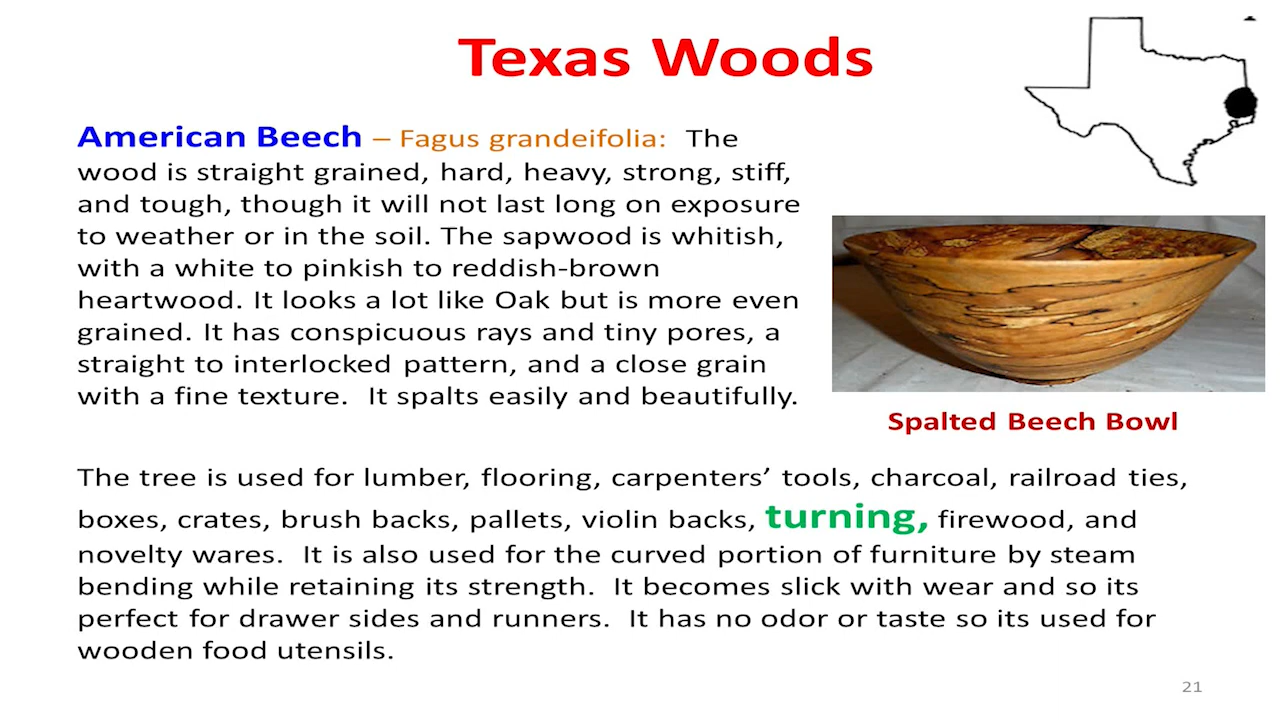 Texas Woods
American Beech – Fagus grandeifolia:  The
wood is straight grained, hard, heavy, strong, stiff,
and tough, though it will not last long on exposure
to weather or in the soil. The sapwood is whitish,
with a white to pinkish to reddish-brown
heartwood. It looks a lot like Oak but is more even
grained. It has conspicuous rays and tiny pores, a
straight to interlocked pattern, and a close grain
with a fine texture.  It spalts easily and beautifully.
Spalted Beech Bowl
The tree is used for lumber, flooring, carpenters’ tools, charcoal, railroad ties,
boxes, crates, brush backs, pallets, violin backs, turning, firewood, and
novelty wares.  It is also used for the curved portion of furniture by steam
bending while retaining its strength.  It becomes slick with wear and so its
perfect for drawer sides and runners.  It has no odor or taste so its used for
wooden food utensils.
21